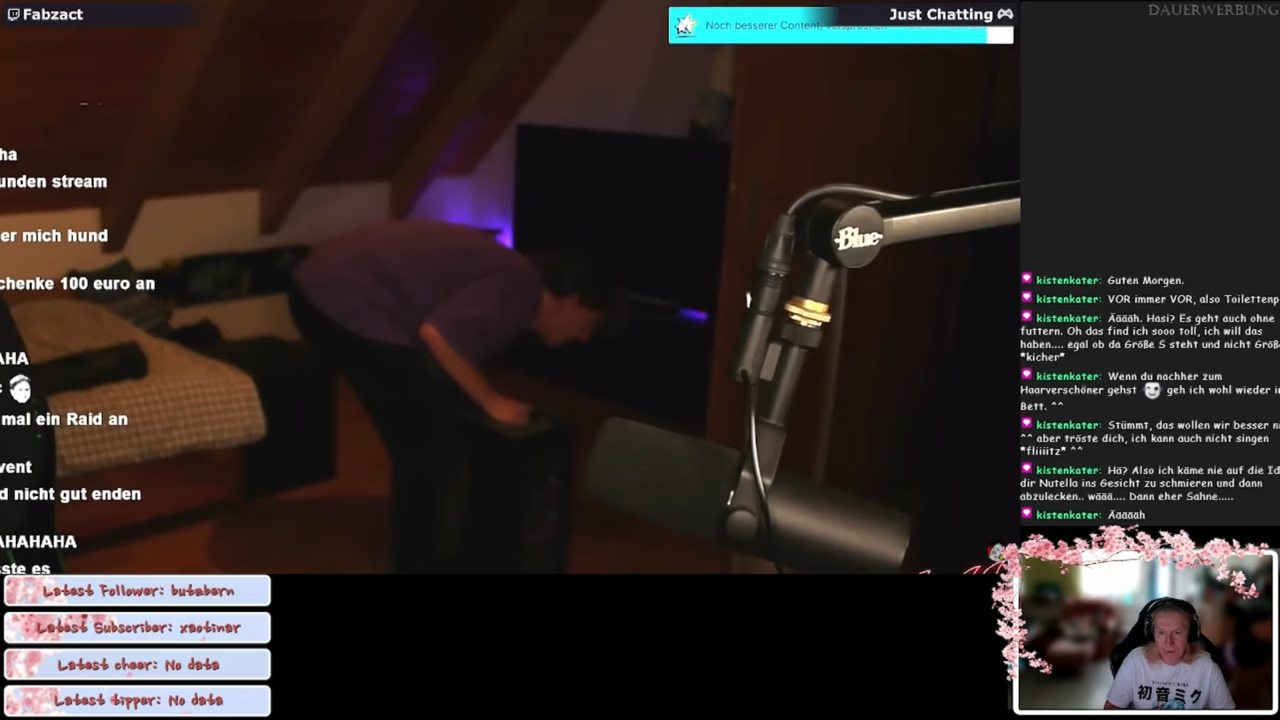 Fabzact
Noch besserer Content, versprochen
Just Chatting
DAUERWERBUNG
ha
unden stream
er mich hund
chenke 100 euro an
AHA
mal ein Raid an
vent
d nicht gut enden
AHAHAHA
ste es
Blue
kistenkater: Guten Morgen.
kistenkater: VOR immer VOR, also Toilettenp
kistenkater: Äääah. Hasi? Es geht auch ohne
futtern. Oh das find ich sooo toll, ich will das
haben.... egal ob da Größe S steht und nicht Größ
*kicher*
kistenkater: Wenn du nachher zum
Haarverschöner gehst geh ich wohl wieder in
Bett. ^^
kistenkater: Stümmt, das wollen wir besser ni
^^ aber tröste dich, ich kann auch nicht singen
*fliiiitz* ^^
kistenkater: Hä? Also ich käme nie auf die Id
dir Nutella ins Gesicht zu schmieren und dann
abzulecken.. wäää.... Dann eher Sahne.....
kistenkater: Äääääh
Latest Follower: butabern
Latest Subscriber: xaotinar
Latest cheer: No data
Latest tipper: No data
初音ミク